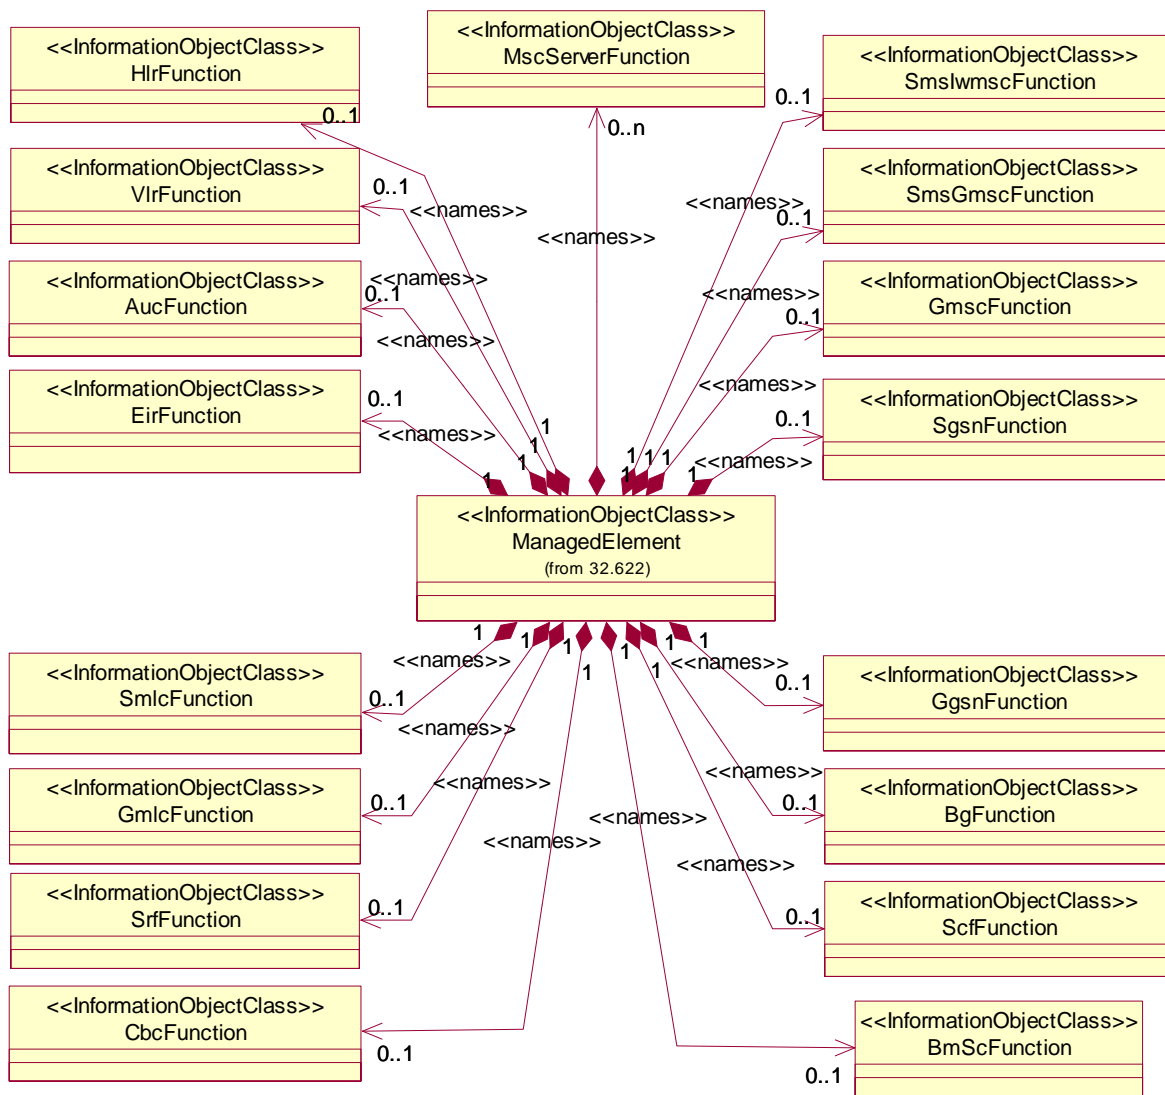 <<InformationObjectClass>>
HlrFunction
<<InformationObjectClass>>
MscServerFunction
<<InformationObjectClass>>
SmsIwmscFunction
0..1
0..n
0..1
<<InformationObjectClass>>
VlrFunction
0..1
<<names>>
<<InformationObjectClass>>
SmsGmscFunction
<<names>>
0..1
<<names>>
<<InformationObjectClass>>
AucFunction
<<names>>
0..1
<<names>>
<<InformationObjectClass>>
GmscFunction
<<names>>
0..1
<<InformationObjectClass>>
EirFunction
0..1
<<names>>
<<names>>
0..1
<<InformationObjectClass>>
SgsnFunction
<<names>>
1
1
1
1
1
1
1
1
1
<<InformationObjectClass>>
ManagedElement
(from 32.622)
1
1
1
1
1
1
1
1
1
<<InformationObjectClass>>
SmlcFunction
<<names>>
0..1
<<names>>
0..1
<<InformationObjectClass>>
GgsnFunction
<<InformationObjectClass>>
GmlcFunction
<<names>>
0..1
<<names>>
<<names>>
0..1
<<InformationObjectClass>>
BgFunction
<<InformationObjectClass>>
SrfFunction
0..1
<<names>>
<<names>>
<<names>>
0..1
<<InformationObjectClass>>
ScfFunction
<<InformationObjectClass>>
CbcFunction
0..1
<<InformationObjectClass>>
BmScFunction
0..1